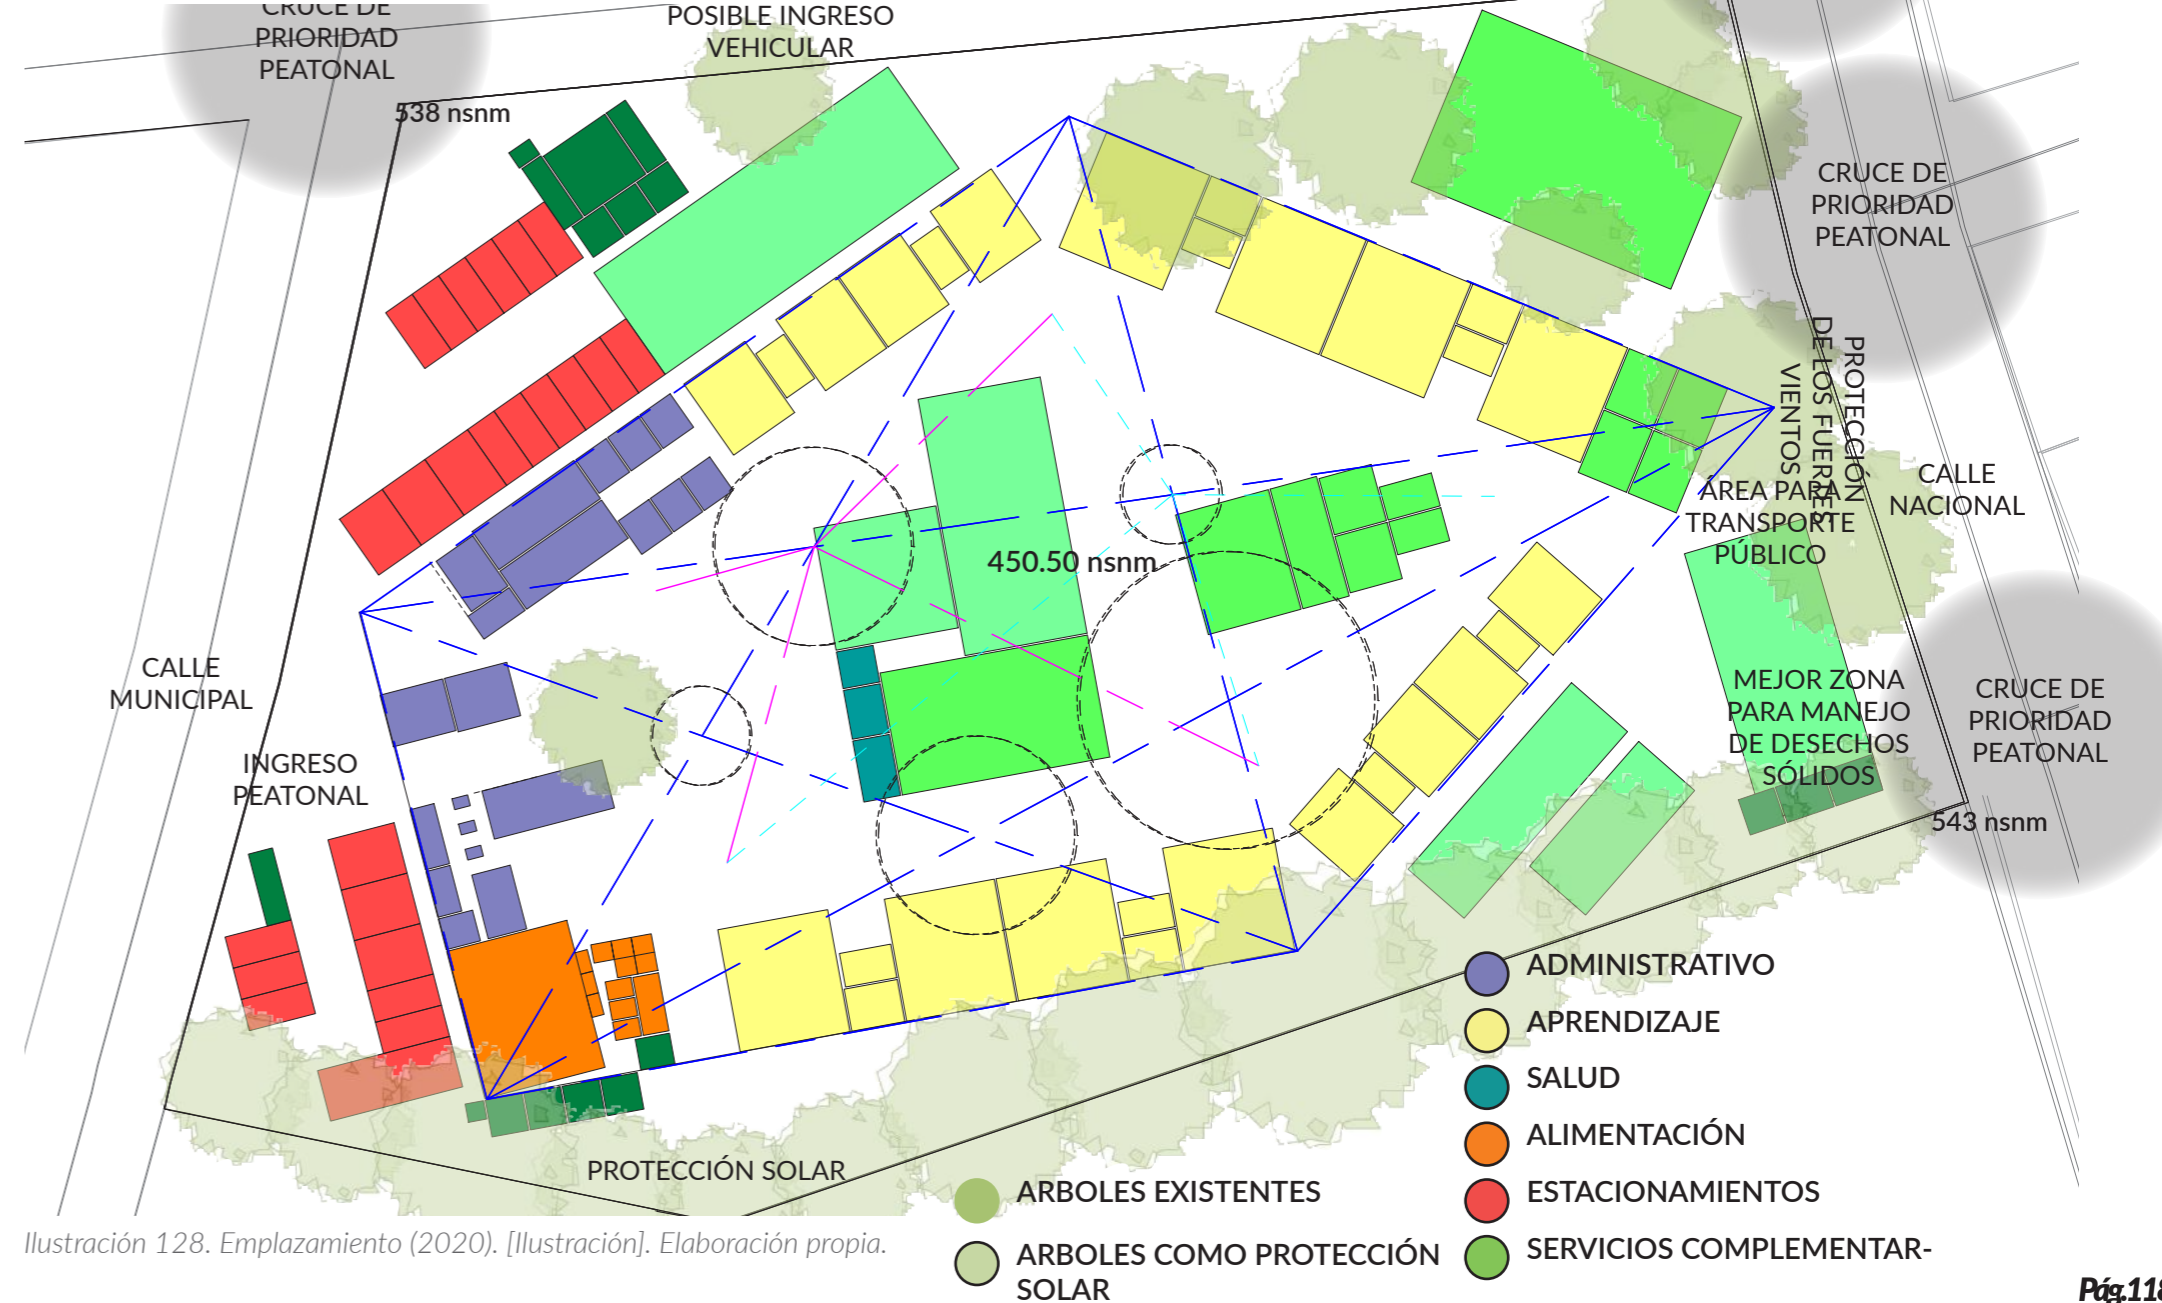 CRUCE DE
PRIORIDAD
PEATONAL
POSIBLE INGRESO
VEHICULAR
538 nsnm
CRUCE DE
PRIORIDAD
PEATONAL
PROTECCIÓN
DE LOS FUERTES
VIENTOS
CALLE
NACIONAL
ÁREA PARA
TRANSPORTE
PÚBLICO
450.50 nsnm
CALLE
MUNICIPAL
INGRESO
PEATONAL
MEJOR ZONA
PARA MANEJO
DE DESECHOS
SÓLIDOS
CRUCE DE
PRIORIDAD
PEATONAL
543 nsnm
PROTECCIÓN SOLAR
ADMINISTRATIVO
APRENDIZAJE
SALUD
ALIMENTACIÓN
ESTACIONAMIENTOS
SERVICIOS COMPLEMENTAR-
ARBOLES EXISTENTES
ARBOLES COMO PROTECCIÓN
SOLAR
Ilustración 128. Emplazamiento (2020). [Ilustración]. Elaboración propia.
Pág.118